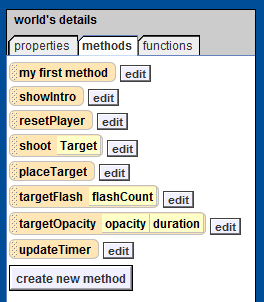 world's details
properties methods functions
my first method edit
showIntro edit
resetPlayer edit
shoot Target edit
placeTarget edit
targetFlash flashCount edit
targetOpacity opacity duration edit
updateTimer edit
create new method